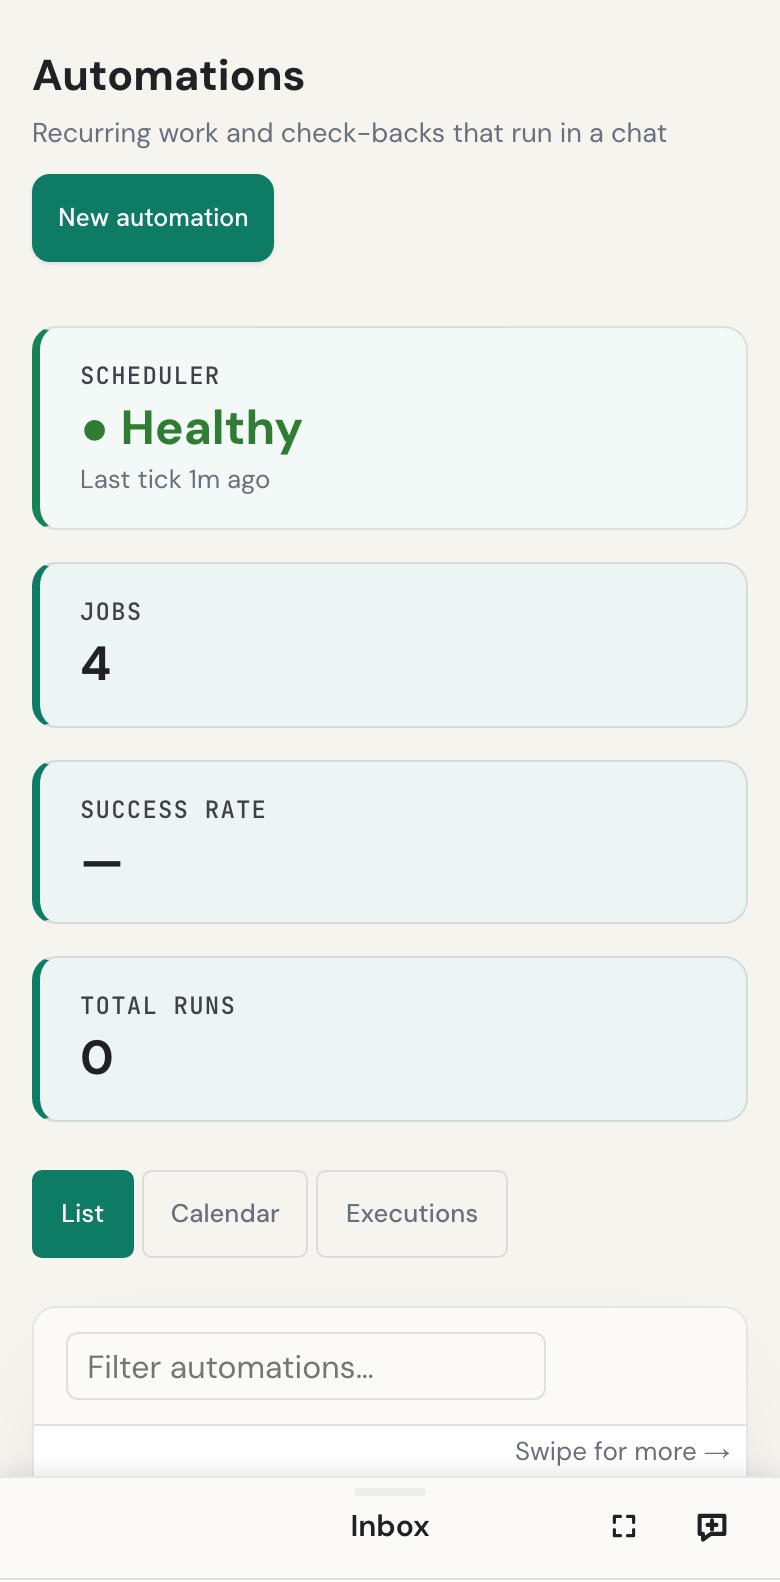 Automations
Recurring work and check-backs that run in a chat
New automation
SCHEDULER
● Healthy
Last tick 1m ago
JOBS
4
SUCCESS RATE
—
TOTAL RUNS
0
List Calendar Executions
Filter automations...
Swipe for more →
Inbox